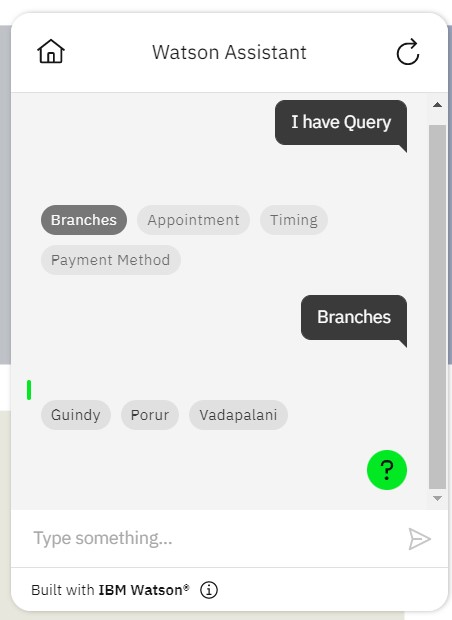 Watson Assistant
I have Query
Branches Appointment Timing
Payment Method
Branches
Guindy Porur Vadapalani
?
Type something...
Built with IBM Watson®